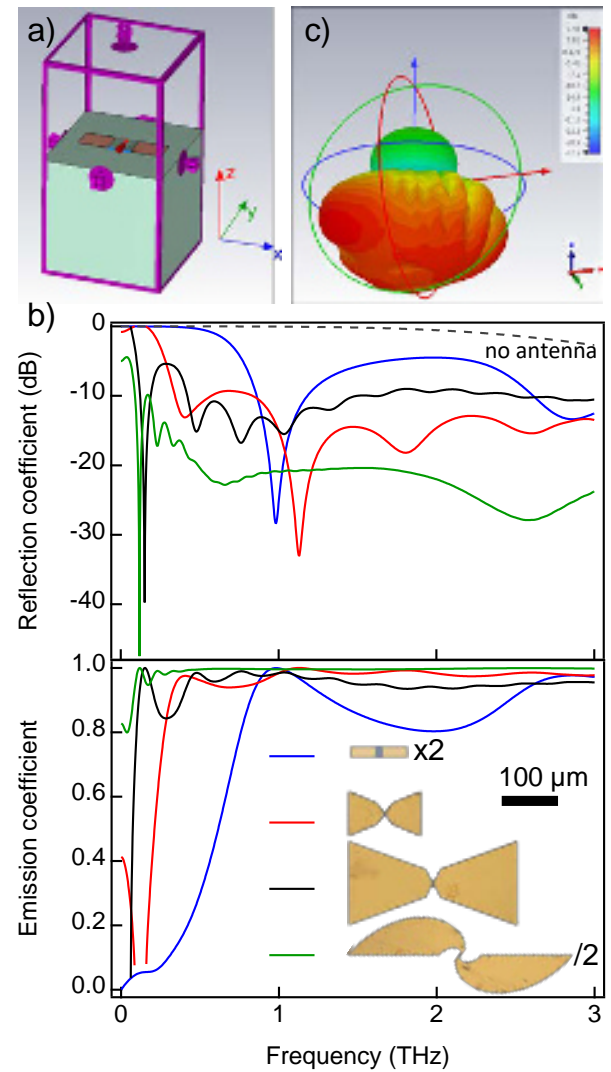 a)
c)
z
y
x
b)
0
-10
-20
-30
-40
Reflection coefficient (dB)
no antenna
1.0
0.8
0.6
0.4
0.2
0.0
Emission coefficient
x2
100 µm
/2
0
1
2
3
Frequency (THz)